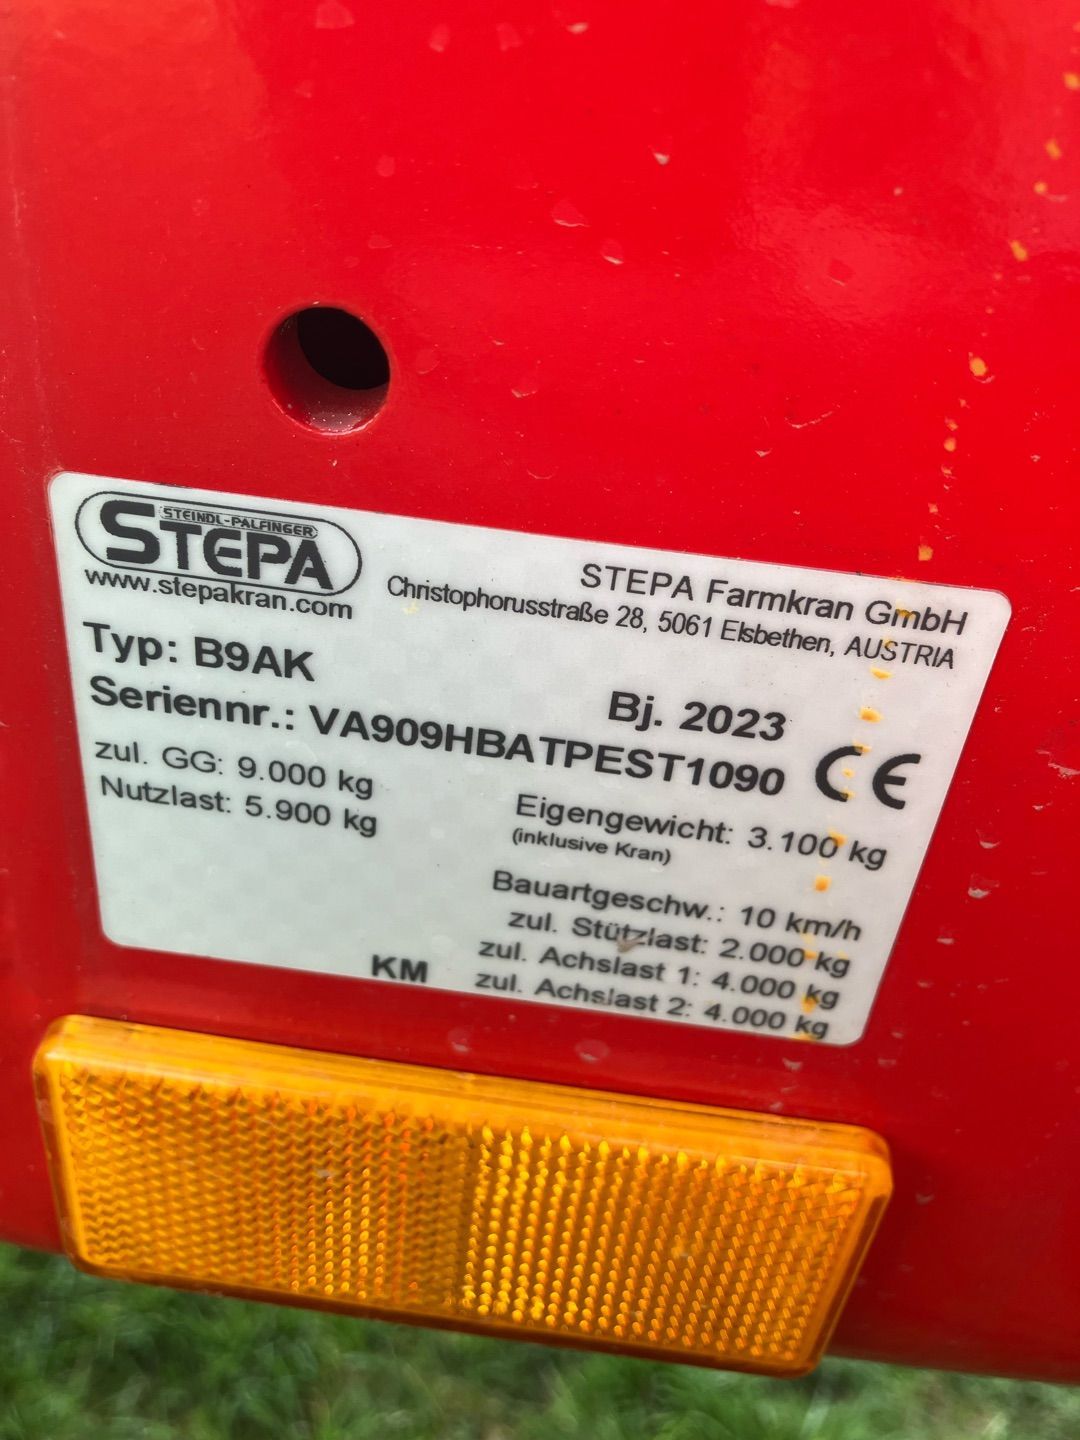 STEINDL-PALFINGER
STEPA
www.stepakran.com
STEPA Farmkran GmbH
Christophorusstraße 28, 5061 Elsbethen, AUSTRIA
Typ: B9AK
Bj. 2023
Seriennr.: VA909HBATPEST1090
CE
zul. GG: 9.000 kg
Nutzlast: 5.900 kg
Eigengewicht: 3.100 kg
(inklusive Kran)
Bauartgeschw.: 10 km/h
zul. Stützlast: 2.000 kg
zul. Achslast 1: 4.000 kg
zul. Achslast 2: 4.000 kg
KM